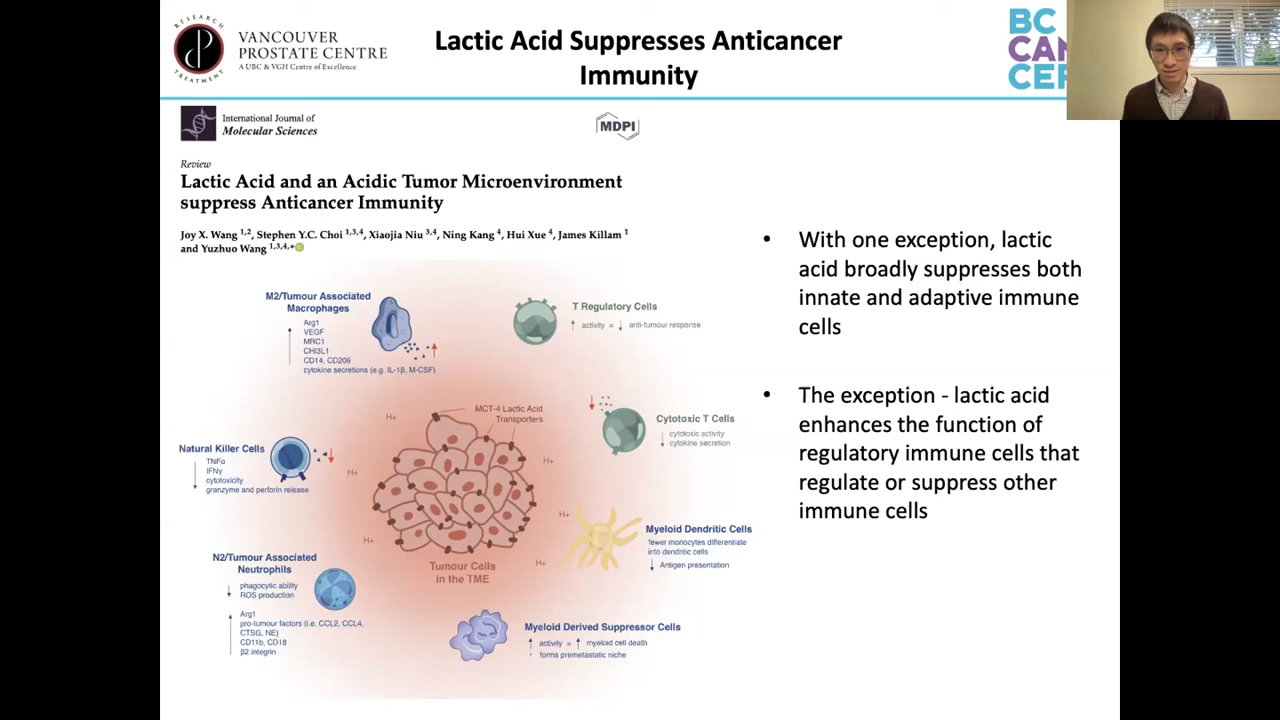 RESEARCH
TREATMENT
VANCOUVER
PROSTATE CENTRE
A UBC & VGH Centre of Excellence
Lactic Acid Suppresses Anticancer
Immunity
BC
CAN
CER
International Journal of
Molecular Sciences
MDPI
Review
Lactic Acid and an Acidic Tumor Microenvironment
suppress Anticancer Immunity
Joy X. Wang 1,2, Stephen Y.C. Choi 1,3,4, Xiaojia Niu 3,4, Ning Kang 4, Hui Xue 4, James Killam 1
and Yuzhuo Wang 1,3,4,*
M2/Tumour Associated
Macrophages
Arg1
VEGF
MRC1
CHI3L1
CD14, CD206
cytokine secretions (e.g. IL-1β, M-CSF)
T Regulatory Cells
↑ activity = ↓ anti-tumour response
MCT-4 Lactic Acid
Transporters
H+
Cytotoxic T Cells
↓ cytotoxic activity
cytokine secretion
Natural Killer Cells
TNFα
IFNγ
cytotoxicity
granzyme and perforin release
H+
H+
H+
H+
H+
Tumour Cells
in the TME
Myeloid Dendritic Cells
fewer monocytes differentiate
into dendritic cells
↓ Antigen presentation
N2/Tumour Associated
Neutrophils
phagocytic ability
ROS production
Arg1
pro-tumour factors (i.e. CCL2, CCL4,
CTSG, NE)
CD11b, CD18
β2 integrin
Myeloid Derived Suppressor Cells
↑ activity = ↑ myeloid cell death
• forms premetastatic niche
• With one exception, lactic
acid broadly suppresses both
innate and adaptive immune
cells
• The exception - lactic acid
enhances the function of
regulatory immune cells that
regulate or suppress other
immune cells